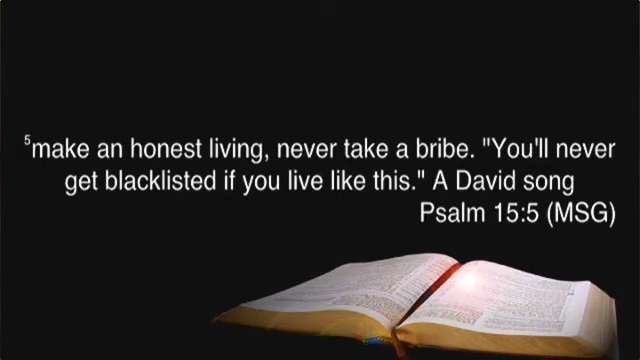 5make an honest living, never take a bribe. "You'll never
get blacklisted if you live like this." A David song
Psalm 15:5 (MSG)